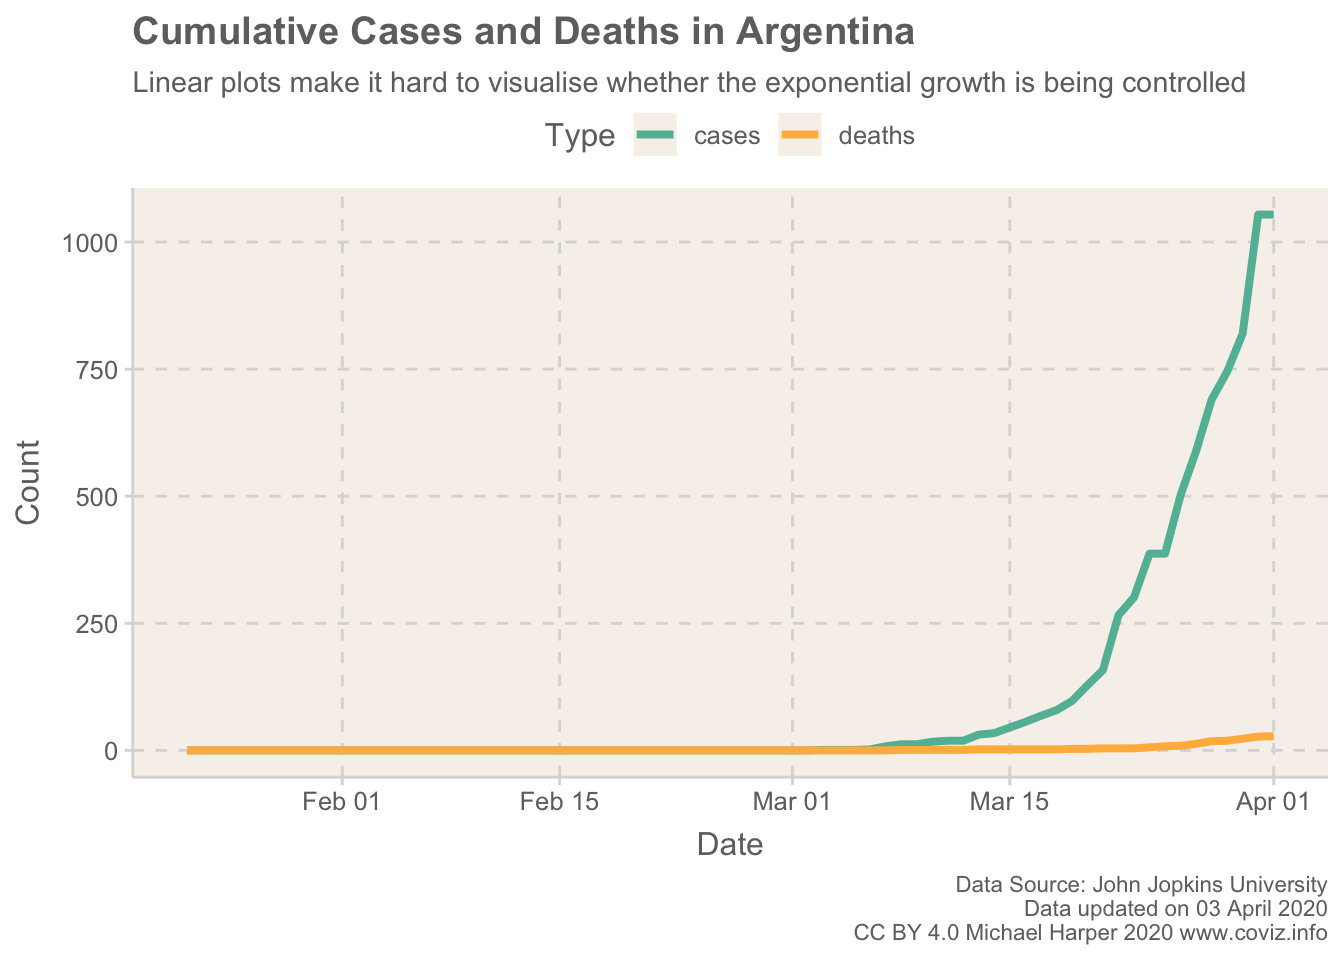 Cumulative Cases and Deaths in Argentina
Linear plots make it hard to visualise whether the exponential growth is being controlled
Type cases deaths
1000
750
500
250
0
Count
Feb 01 Feb 15 Mar 01 Mar 15 Apr 01
Date
Data Source: John Jopkins University
Data updated on 03 April 2020
CC BY 4.0 Michael Harper 2020 www.coviz.info